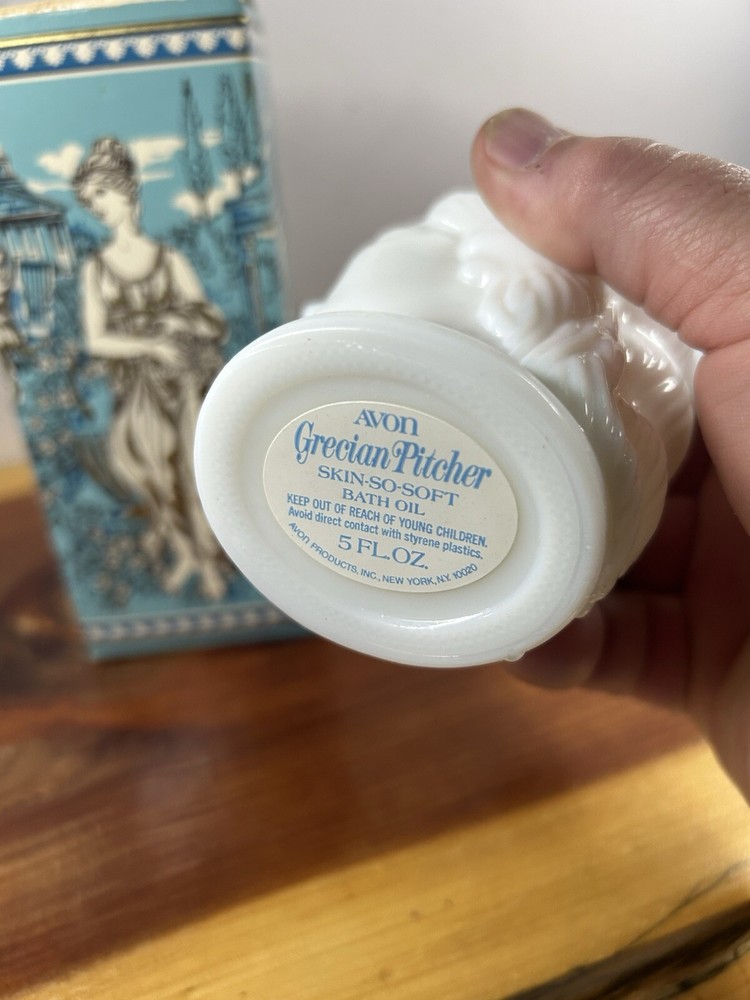 AVON
Grecian Pitcher
SKIN-SO-SOFT
BATH OIL
KEEP OUT OF REACH OF YOUNG CHILDREN.
Avoid direct contact with styrene plastics.
5 FL.OZ.
AVON PRODUCTS, INC., NEW YORK, N.Y. 10020